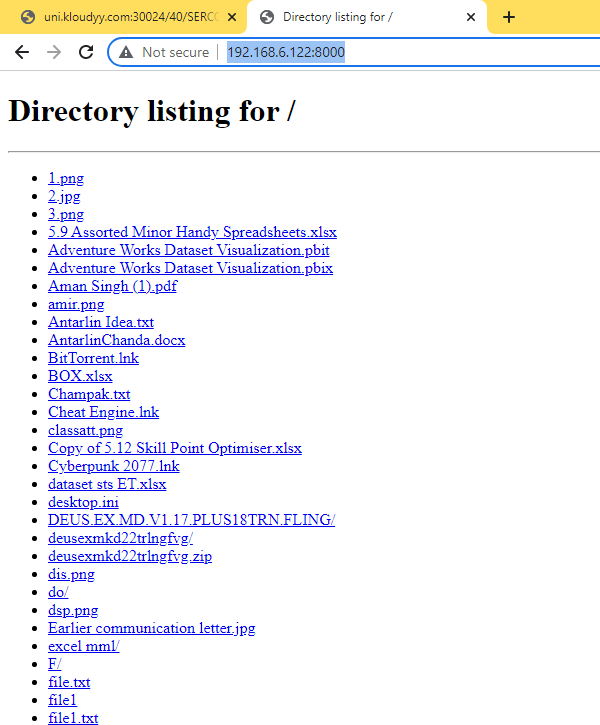 uni.kloudyy.com:30024/40/SERCO
Directory listing for /
Not secure
192.168.6.122:8000
Directory listing for /
1.png
2.jpg
3.png
5.9 Assorted Minor Handy Spreadsheets.xlsx
Adventure Works Dataset Visualization.pbit
Adventure Works Dataset Visualization.pbix
Aman Singh (1).pdf
amir.png
Antarlin Idea.txt
AntarlinChanda.docx
BitTorrent.lnk
BOX.xlsx
Champak.txt
Cheat Engine.lnk
classatt.png
Copy of 5.12 Skill Point Optimiser.xlsx
Cyberpunk 2077.lnk
dataset sts ET.xlsx
desktop.ini
DEUS.EX.MD.V1.17.PLUS18TRN.FLING/
deusexmkd22trlngfvg/
deusexmkd22trlngfvg.zip
dis.png
do/
dsp.png
Earlier communication letter.jpg
excel mml/
F/
file.txt
file1
file1.txt